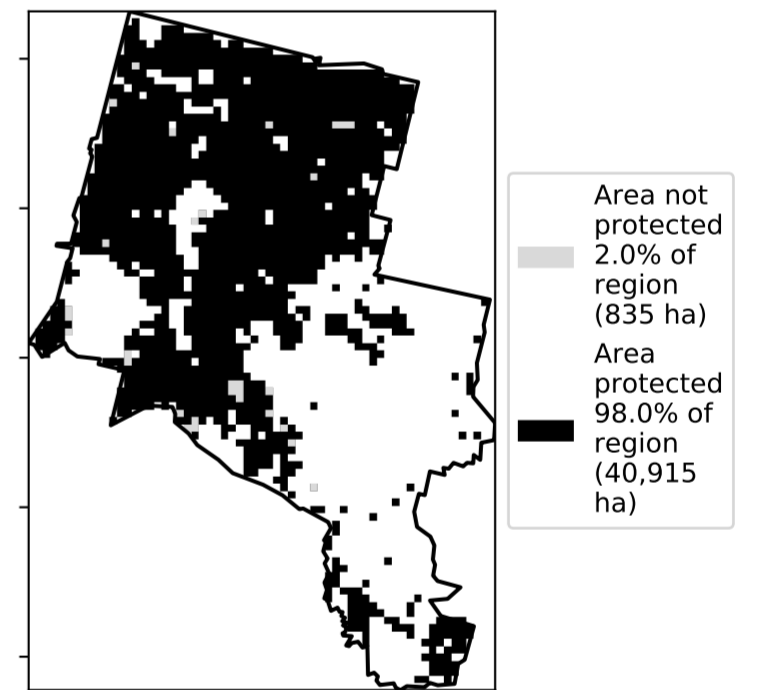 Area not
protected
2.0% of
region
(835 ha)
Area
protected
98.0% of
region
(40,915
ha)